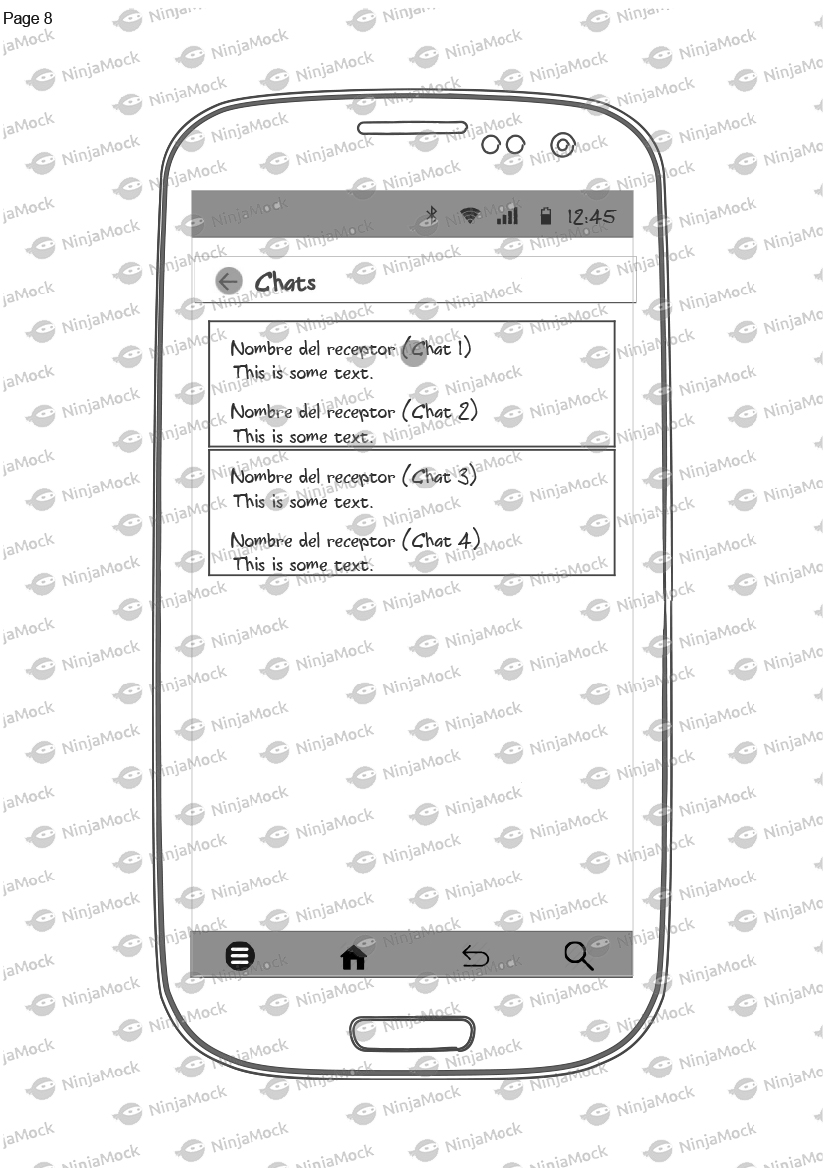 Page 8
12:45
Chats
Nombre del receptor (Chat 1)
This is some text.
Nombre del receptor (Chat 2)
This is some text.
Nombre del receptor (Chat 3)
This is some text.
Nombre del receptor (Chat 4)
This is some text.
NinjaMock